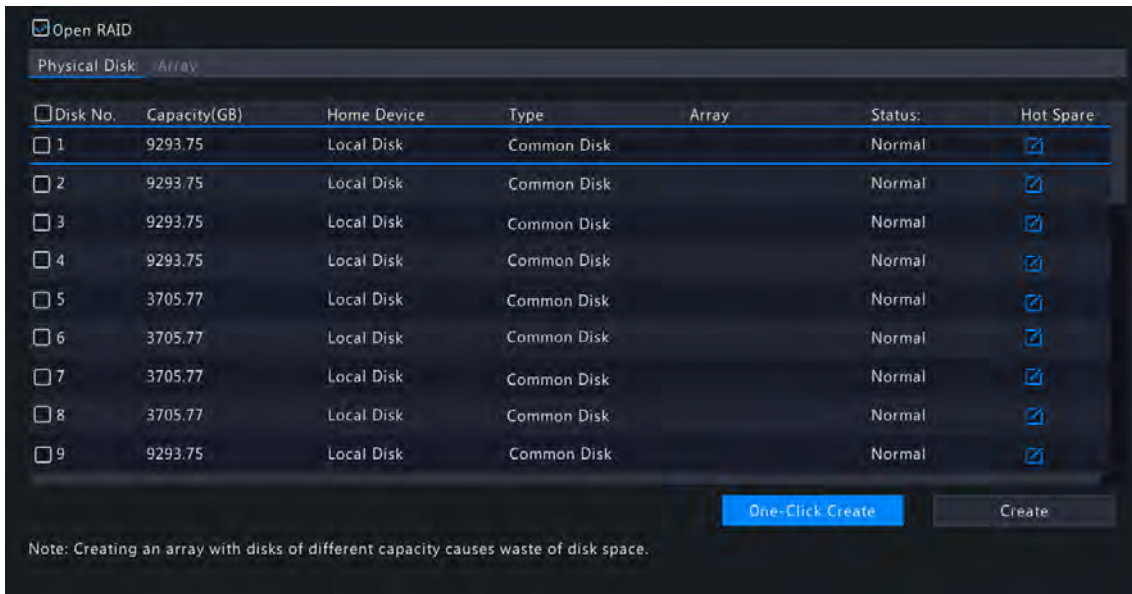 Open RAID
Physical Disk Array
Disk No. Capacity(GB) Home Device Type Array Status: Hot Spare
1 9293.75 Local Disk Common Disk Normal
2 9293.75 Local Disk Common Disk Normal
3 9293.75 Local Disk Common Disk Normal
4 9293.75 Local Disk Common Disk Normal
5 3705.77 Local Disk Common Disk Normal
6 3705.77 Local Disk Common Disk Normal
7 3705.77 Local Disk Common Disk Normal
8 3705.77 Local Disk Common Disk Normal
9 9293.75 Local Disk Common Disk Normal
One-Click Create Create
Note: Creating an array with disks of different capacity causes waste of disk space.